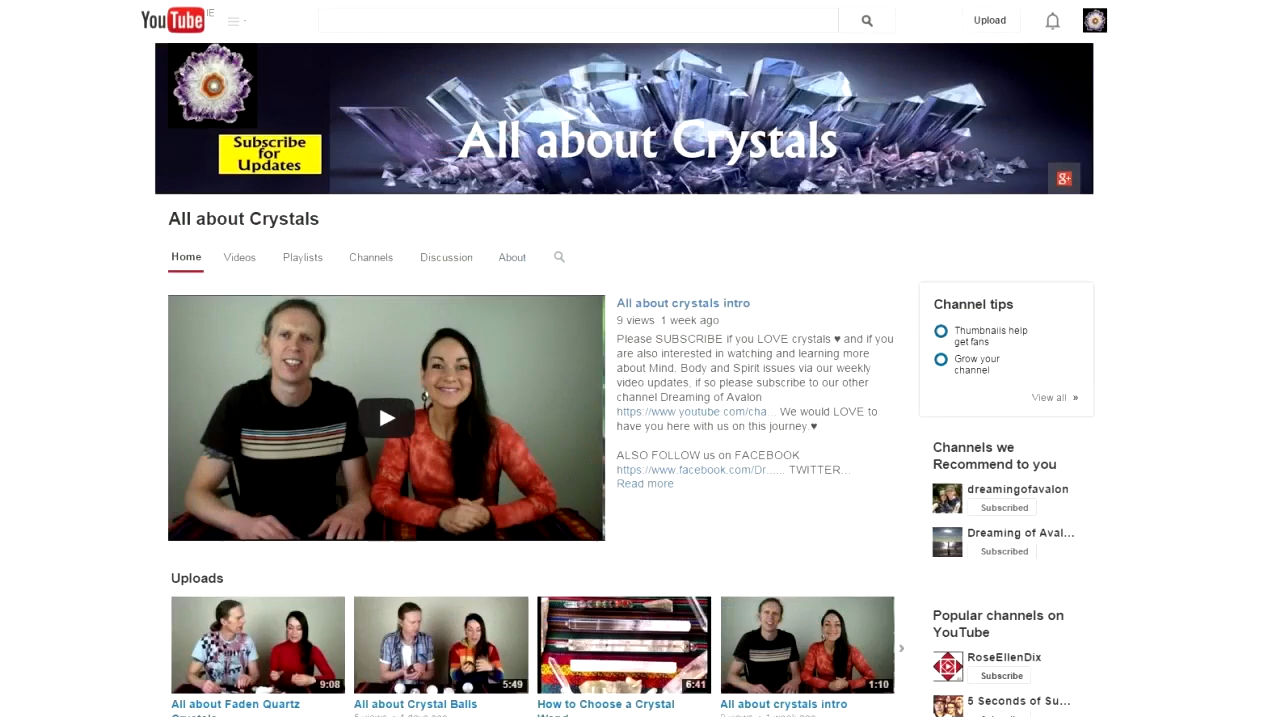 YouTube IE
Upload
Subscribe
for
Updates
All about Crystals
g+
All about Crystals
Home Videos Playlists Channels Discussion About
All about crystals intro
9 views 1 week ago
Please SUBSCRIBE if you LOVE crystals ♥ and if you
are also interested in watching and learning more
about Mind, Body and Spirit issues via our weekly
video updates, if so please subscribe to our other
channel Dreaming of Avalon
https://www.youtube.com/cha... We would LOVE to
have you here with us on this journey.♥
ALSO FOLLOW us on FACEBOOK
https://www.facebook.com/Dr...... TWITTER...
Read more
Channel tips
Thumbnails help
get fans
Grow your
channel
View all »
Channels we
Recommend to you
dreamingofavalon
Subscribed
Dreaming of Aval...
Subscribed
Uploads
9:08
5:49
6:41
1:10
All about Faden Quartz
Crystals
All about Crystal Balls
How to Choose a Crystal
Wand
All about crystals intro
Popular channels on
YouTube
RoseEllenDix
Subscribe
5 Seconds of Su...